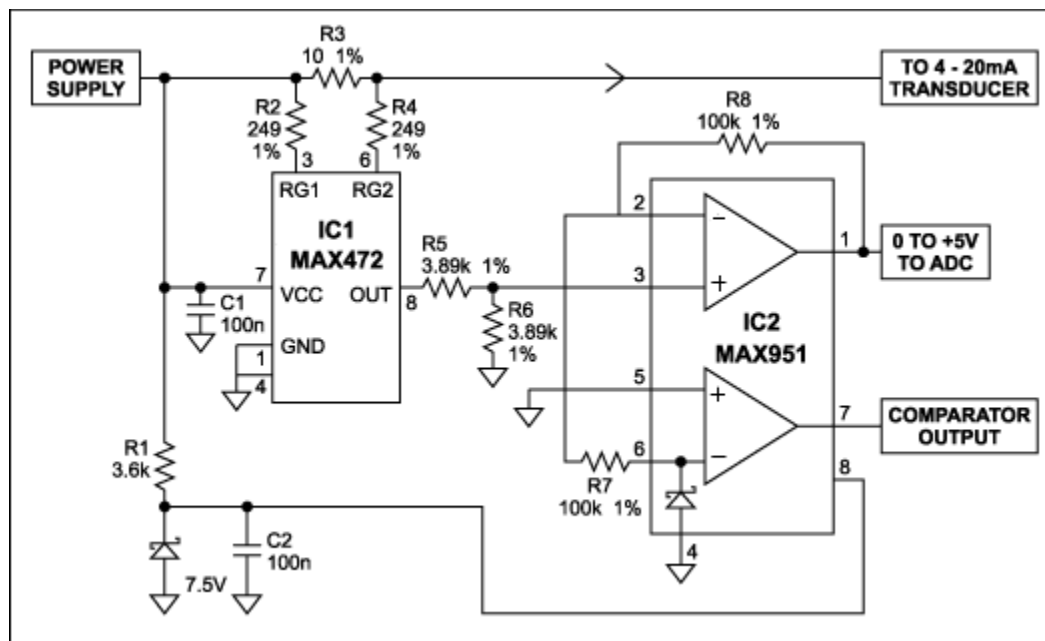 POWER
SUPPLY
R3
10 1%
TO 4 - 20mA
TRANSDUCER
R2
249
1%
R4
249
1%
R8
100k 1%
3
6
RG1
RG2
IC1
MAX472
7
VCC
OUT
8
C1
100n
GND
1
4
R5
3.89k 1%
R6
3.89k
1%
2
3
1
0 TO +5V
TO ADC
IC2
MAX951
5
6
7
COMPARATOR
OUTPUT
8
R7
100k 1%
4
R1
3.6k
7.5V
C2
100n